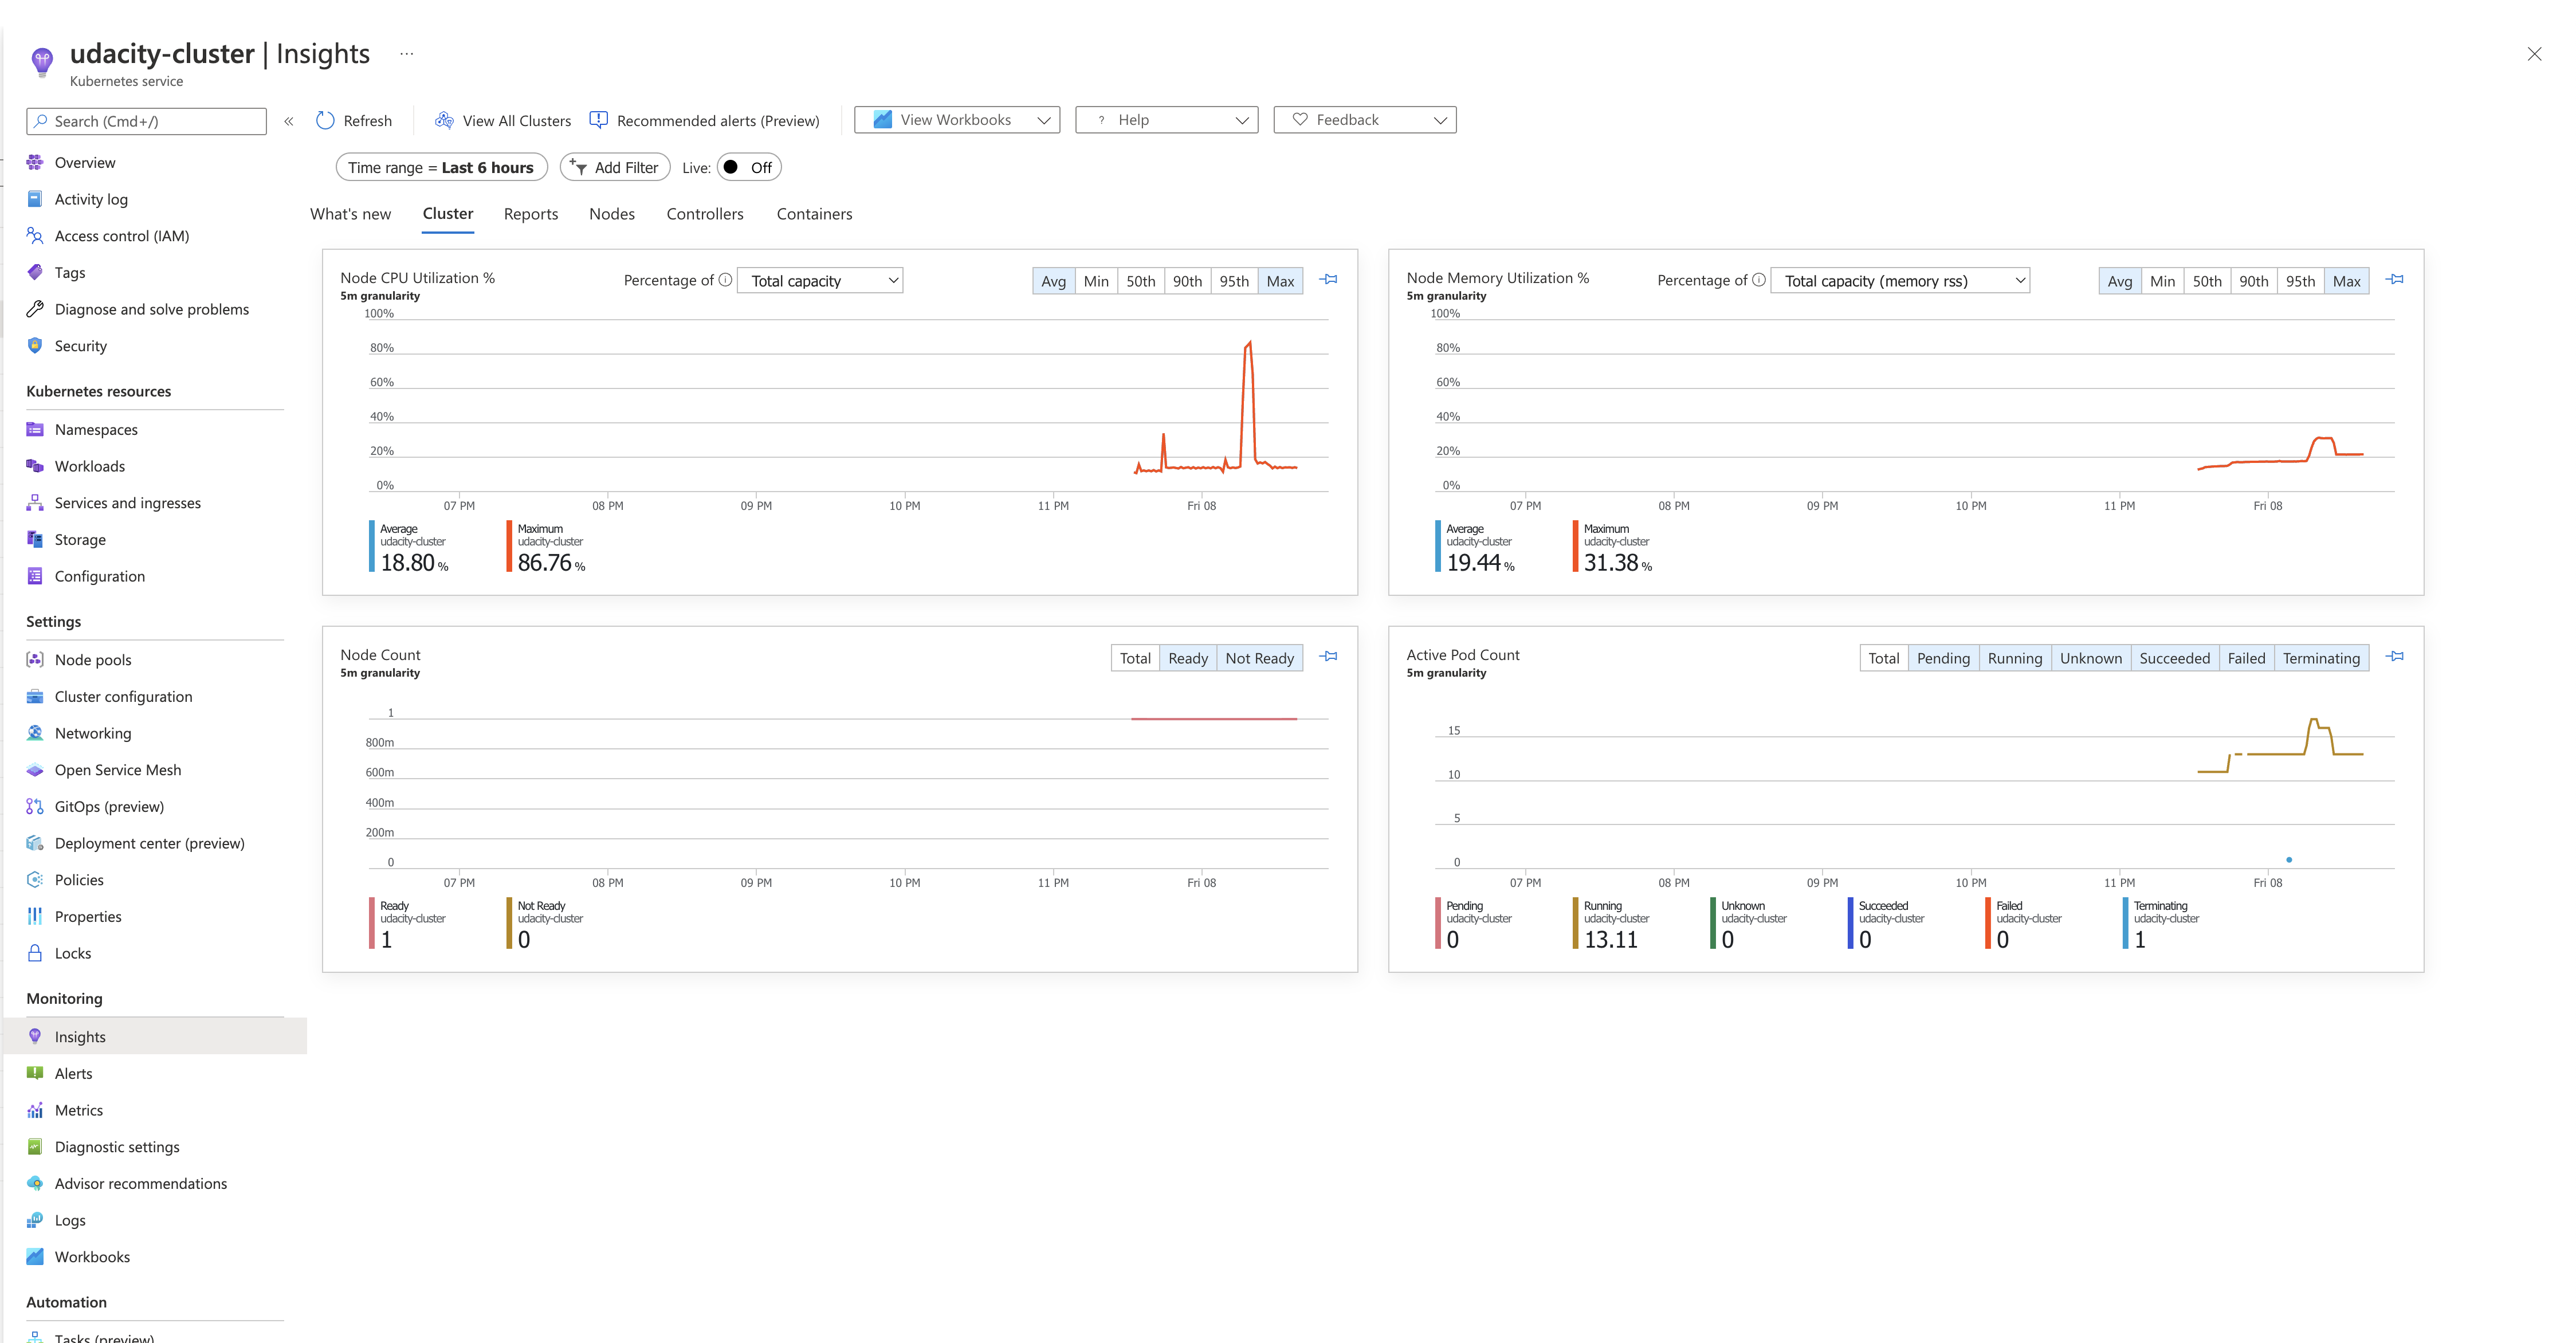 udacity-cluster | Insights ...
Kubernetes service
Search (Cmd+/)
«
Refresh
View All Clusters
Recommended alerts (Preview)
View Workbooks
? Help
Feedback
Time range = Last 6 hours
Add Filter
Live: Off
What's new
Cluster
Reports
Nodes
Controllers
Containers
Overview
Activity log
Access control (IAM)
Tags
Diagnose and solve problems
Security
Kubernetes resources
Namespaces
Workloads
Services and ingresses
Storage
Configuration
Settings
Node pools
Cluster configuration
Networking
Open Service Mesh
GitOps (preview)
Deployment center (preview)
Policies
Properties
Locks
Monitoring
Insights
Alerts
Metrics
Diagnostic settings
Advisor recommendations
Logs
Workbooks
Automation
Tasks (preview)
Node CPU Utilization %
5m granularity
Percentage of
Total capacity
Avg Min 50th 90th 95th Max
100%
80%
60%
40%
20%
0%
07 PM 08 PM 09 PM 10 PM 11 PM Fri 08
Average
udacity-cluster
18.80 %
Maximum
udacity-cluster
86.76 %
Node Memory Utilization %
5m granularity
Percentage of
Total capacity (memory rss)
Avg Min 50th 90th 95th Max
100%
80%
60%
40%
20%
0%
07 PM 08 PM 09 PM 10 PM 11 PM Fri 08
Average
udacity-cluster
19.44 %
Maximum
udacity-cluster
31.38 %
Node Count
5m granularity
Total Ready Not Ready
1
800m
600m
400m
200m
0
07 PM 08 PM 09 PM 10 PM 11 PM Fri 08
Ready
udacity-cluster
1
Not Ready
udacity-cluster
0
Active Pod Count
5m granularity
Total Pending Running Unknown Succeeded Failed Terminating
15
10
5
0
07 PM 08 PM 09 PM 10 PM 11 PM Fri 08
Pending
udacity-cluster
0
Running
udacity-cluster
13.11
Unknown
udacity-cluster
0
Succeeded
udacity-cluster
0
Failed
udacity-cluster
0
Terminating
udacity-cluster
1